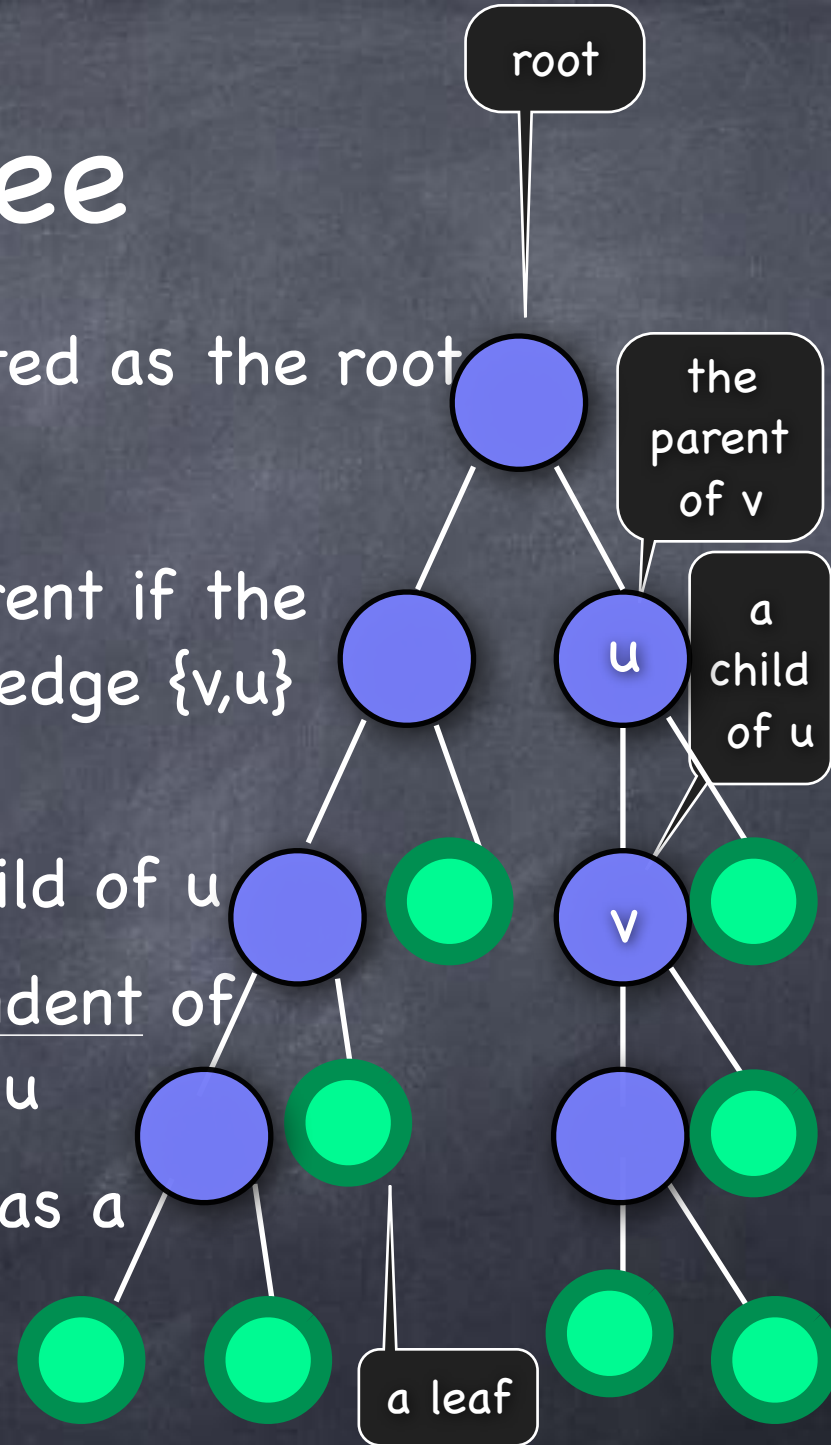 root
ee
red as the root
the
parent
of v
rent if the
edge {v,u}
a
child
of u
u
ild of u
v
ndent of
u
as a
a leaf